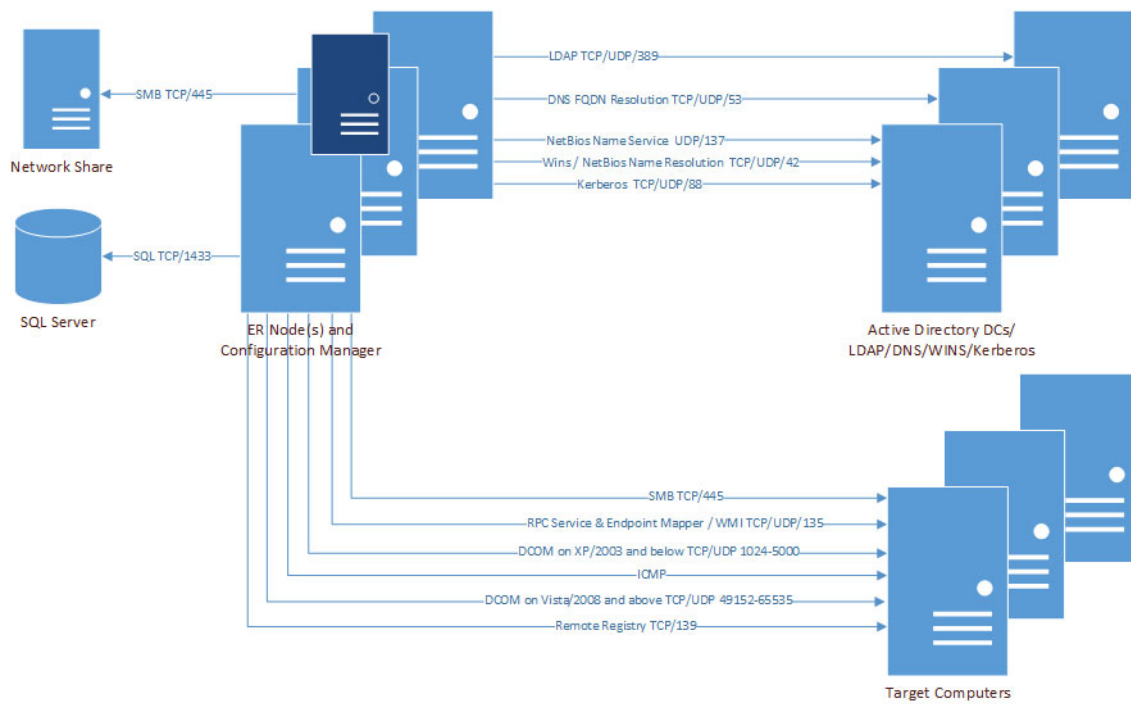 LDAP TCP/UDP/389
SMB TCP/445
DNS FQDN Resolution TCP/UDP/53
NetBios Name Service UDP/137
Wins / NetBios Name Resolution TCP/UDP/42
Network Share
Kerberos TCP/UDP/88
SQL TCP/1433
SQL Server
ER Node(s) and
Configuration Manager
Active Directory DCs/
LDAP/DNS/WINS/Kerberos
SMB TCP/445
RPC Service & Endpoint Mapper / WMI TCP/UDP/135
DCOM on XP/2003 and below TCP/UDP 1024-5000
ICMP
DCOM on Vista/2008 and above TCP/UDP 49152-65535
Remote Registry TCP/139
Target Computers